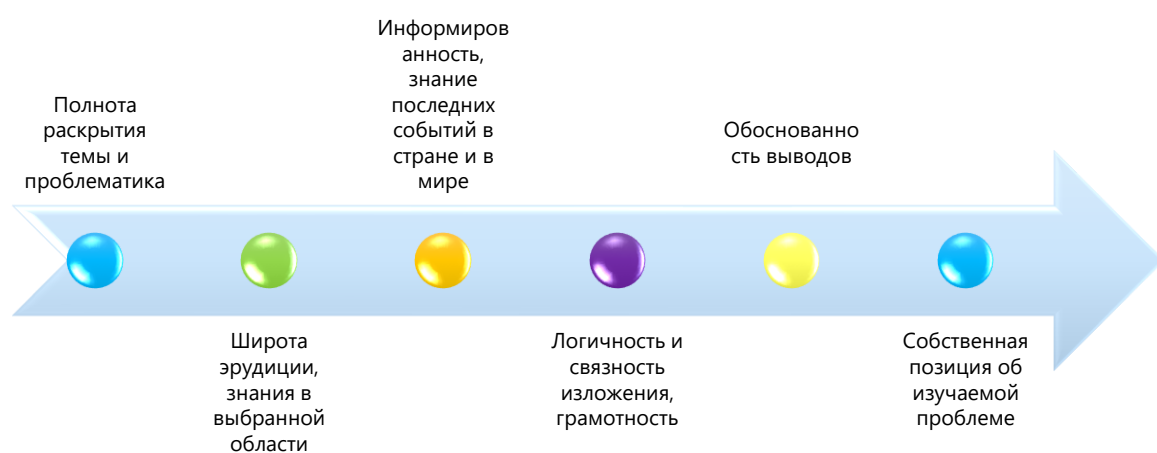 Полнота
раскрытия
темы и
проблематика
Широта
эрудиции,
знания в
выбранной
области
Информиров
анность,
знание
последних
событий в
стране и в
мире
Логичность и
связность
изложения,
грамотность
Обоснованно
сть выводов
Собственная
позиция об
изучаемой
проблеме